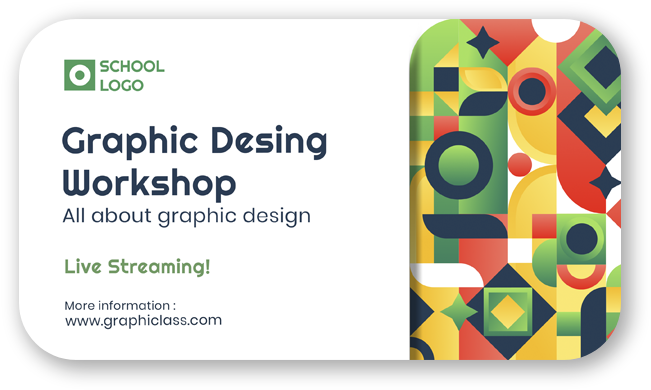 SCHOOL
LOGO
Graphic Desing
Workshop
All about graphic design
Live Streaming!
More information :
www.graphiclass.com